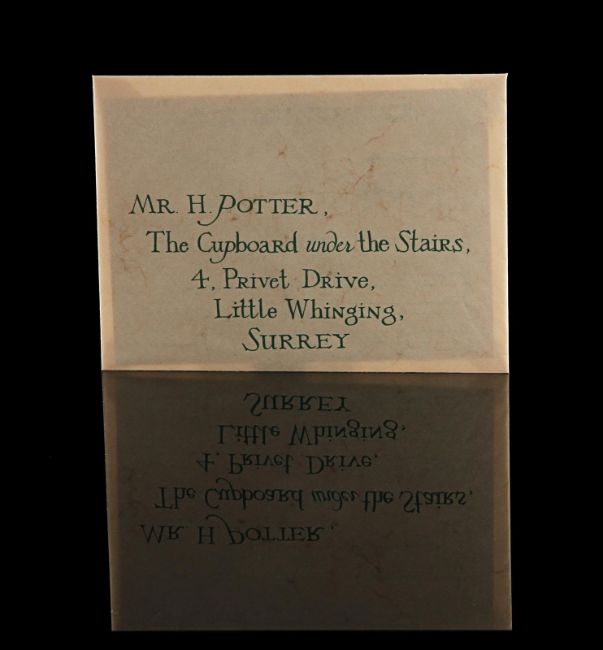 Mr. H. Potter,
The Cupboard under the Stairs,
4, Privet Drive,
Little Whinging,
Surrey